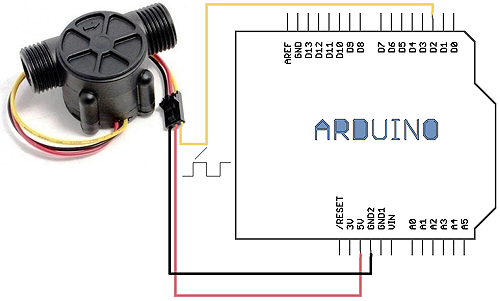 AREF GND D13 D12 D11 D10 D9 D8 D7 D6 D5 D4 D3 D2 D1 D0
ARDUINO
/RESET 3V 5V GND2 GND1 VIN A0 A1 A2 A3 A4 A5